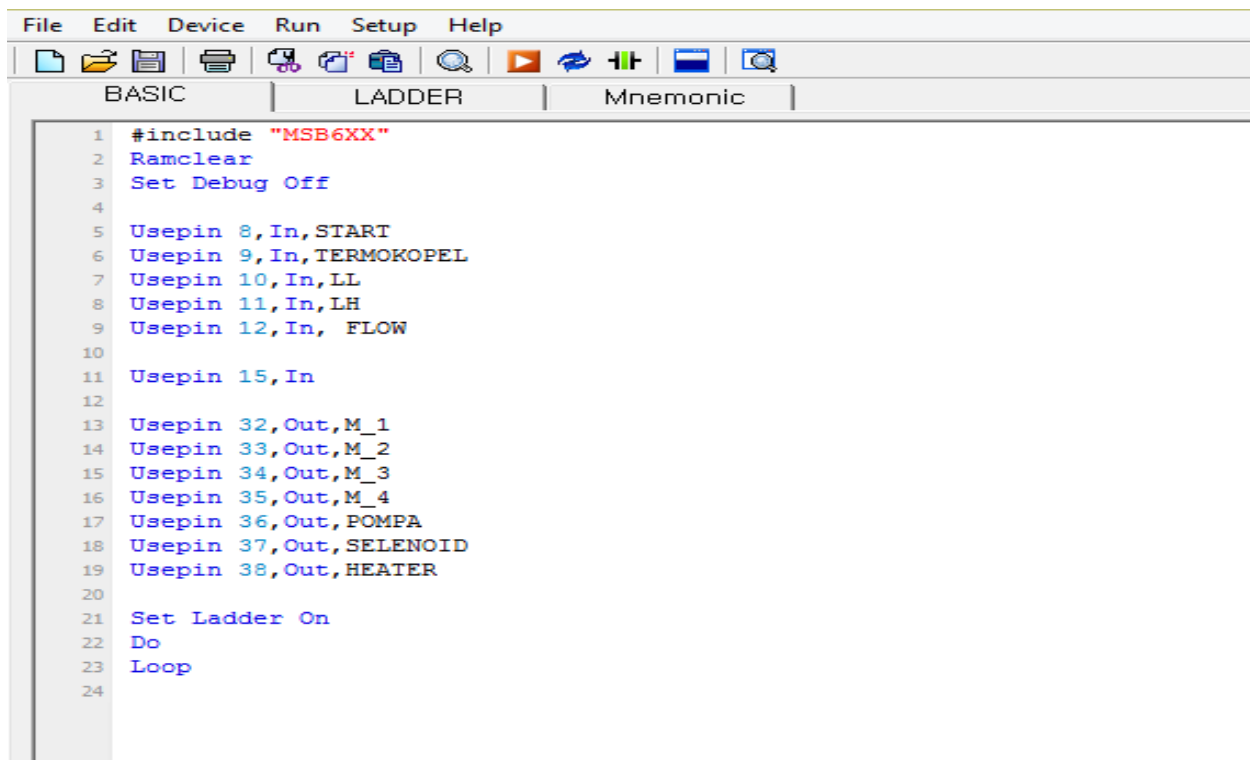 File Edit Device Run Setup Help
BASIC LADDER Mnemonic
1 #include "MSB6XX"
2 Ramclear
3 Set Debug Off
4
5 Usepin 8,In,START
6 Usepin 9,In,TERMOKOPEL
7 Usepin 10,In,LL
8 Usepin 11,In,LH
9 Usepin 12,In, FLOW
10
11 Usepin 15,In
12
13 Usepin 32,Out,M_1
14 Usepin 33,Out,M_2
15 Usepin 34,Out,M_3
16 Usepin 35,Out,M_4
17 Usepin 36,Out,POMPA
18 Usepin 37,Out,SELENOID
19 Usepin 38,Out,HEATER
20
21 Set Ladder On
22 Do
23 Loop
24